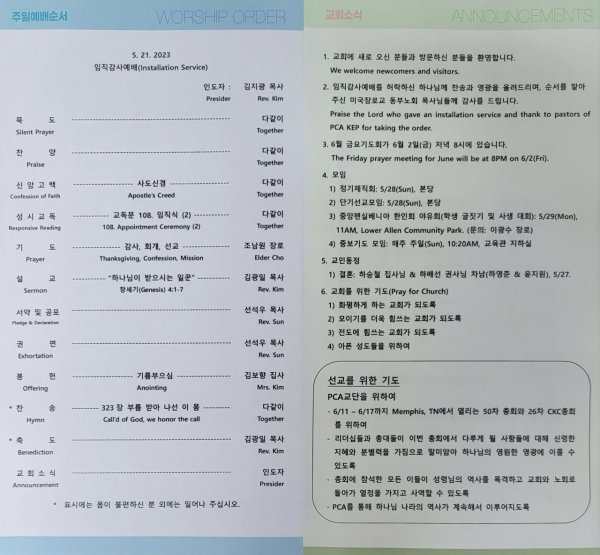 주일예배순서 WORSHIP ORDER
5. 21. 2023
임직감사예배(Installation Service)
인도자 : 김지광 목사
Presider Rev. Kim
묵 도 ---------- 다같이
Silent Prayer Together
찬 양 ---------- 다같이
Praise Together
신 앙 고 백 ---------- 사도신경 ---------- 다같이
Confession of Faith Apostle's Creed Together
성 시 교 독 ---------- 교독문 108. 임직식 (2) ---------- 다같이
Responsive Reading 108. Appointment Ceremony (2) Together
기 도 ---------- 감사, 회개, 선교 ---------- 조남원 장로
Prayer Thanksgiving, Confession, Mission Elder Cho
설 교 ---------- "하나님이 받으시는 일꾼" ---------- 김광일 목사
Sermon 창세기(Genesis) 4:1-7 Rev. Kim
서약 및 공포 ---------- 선석우 목사
Pledge & Declaration Rev. Sun
권 면 ---------- 선석우 목사
Exhortation Rev. Sun
봉 헌 ---------- 기름부으심 ---------- 김보향 집사
Offering Anointing Mrs. Kim
* 찬 송 ---------- 323 장 부름 받아 나선 이 몸 ---------- 다같이
Hymn Call'd of God, we honor the call Together
* 축 도 ---------- 김광일 목사
Benediction Rev. Kim
교 회 소 식 ---------- 인도자
Announcement Presider
* 표시에는 몸이 불편하신 분 외에는 일어나 주십시오.
교회소식 ANNOUNCEMENTS
1. 교회에 새로 오신 분들과 방문하신 분들을 환영합니다.
We welcome newcomers and visitors.
2. 임직감사예배를 허락하신 하나님께 찬송과 영광을 올려드리며, 순서를 맡아
주신 미국장로교 동부노회 목사님들께 감사를 드립니다.
Praise the Lord who gave an installation service and thank to pastors of
PCA KEP for taking the order.
3. 6월 금요기도회가 6월 2일(금) 저녁 8시에 있습니다.
The Friday prayer meeting for June will be at 8PM on 6/2(Fri).
4. 모임
1) 정기제직회: 5/28(Sun), 본당
2) 단기선교모임: 5/28(Sun), 본당
3) 중앙펜실베니아 한인회 야유회(학생 글짓기 및 사생 대회): 5/29(Mon),
11AM, Lower Allen Community Park. (문의: 이광수 장로)
4) 중보기도 모임: 매주 주일(Sun), 10:20AM, 교육관 지하실
5. 교인동정
1) 결혼: 하승철 집사님 & 하배선 권사님 차남(하영준 & 윤지원), 5/27.
6. 교회를 위한 기도(Pray for Church)
1) 화평하게 하는 교회가 되도록
2) 모이기를 더욱 힘쓰는 교회가 되도록
3) 전도에 힘쓰는 교회가 되도록
4) 아픈 성도들을 위하여
선교를 위한 기도
PCA교단을 위하여
- 6/11 – 6/17까지 Memphis, TN에서 열리는 50차 총회와 26차 CKC총회
를 위하여
- 리더십들과 총대들이 이번 총회에서 다루게 될 사항들에 대해 신령한
지혜와 분별력을 가짐으로 말미암아 하나님의 영원한 영광에 이를 수
있도록
- 총회에 참석한 모든 이들이 성령님의 역사를 목격하고 교회와 노회로
돌아가 열정을 가지고 사역할 수 있도록
- PCA를 통해 하나님 나라의 역사가 계속해서 이루어지도록